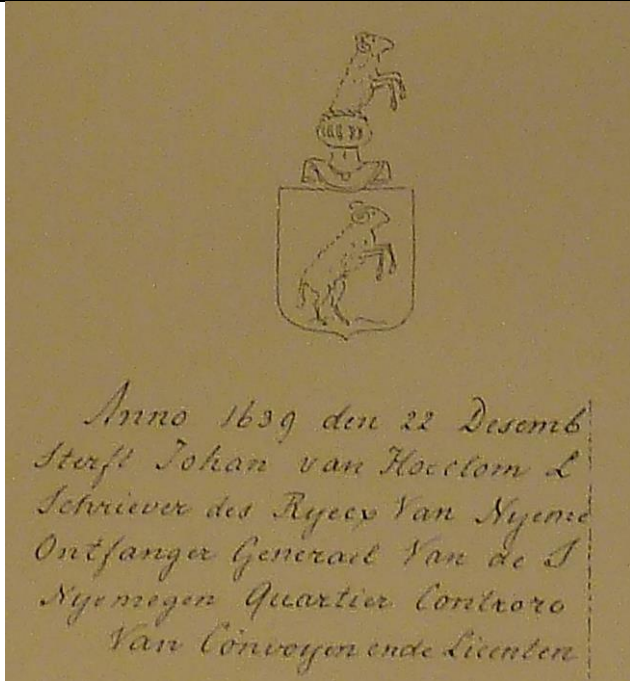 Anno 1639 den 22 Desemb
Sterft Johan van Hoeclom L
Schriever des Ryecx Van Nyeme
Ontfanger Generael Van de S
Nyemegen Quartier Controro
Van Convoyen ende Licenten